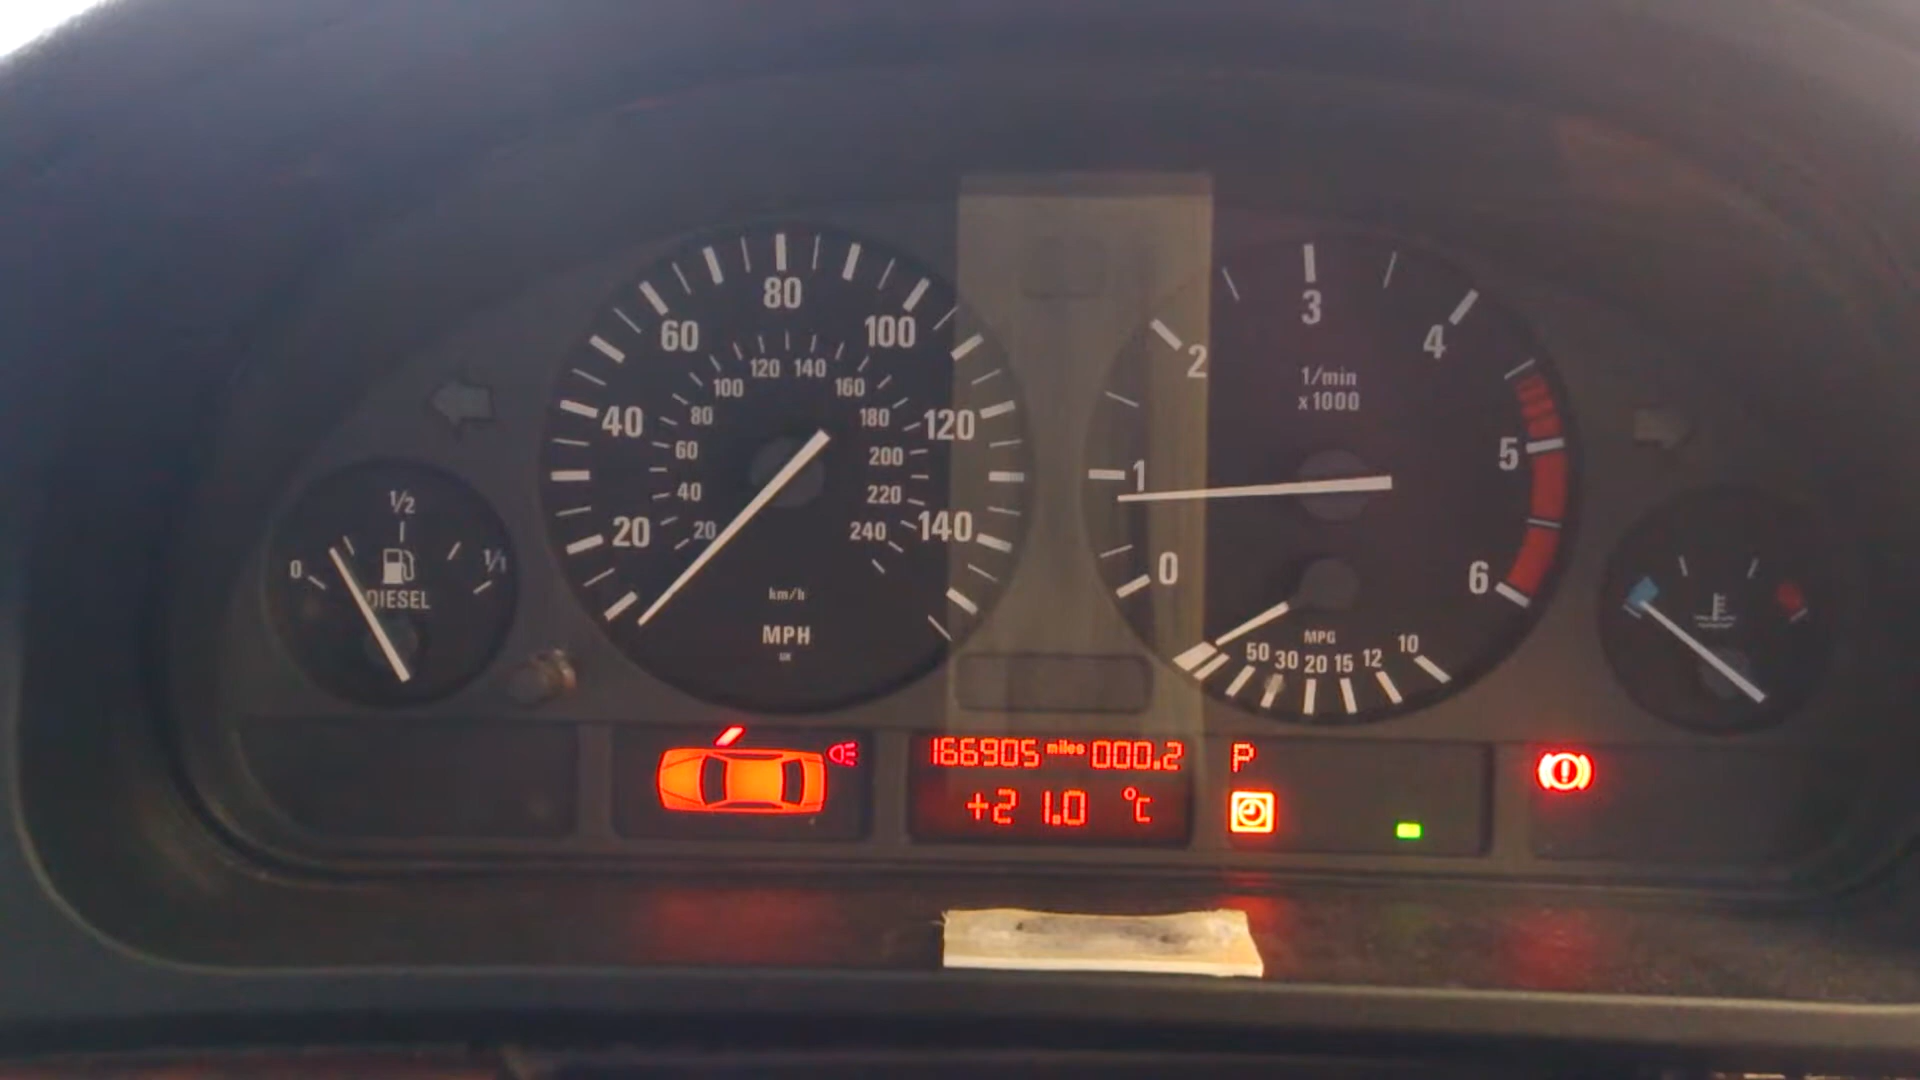 80
60
100
40
120
20
140
120 140
100
160
80
180
60
200
40
220
20
240
km/h
MPH
1/2
0
1/1
DIESEL
3
2
4
1/min
x 1000
1
5
0
6
MPG
50 30 20 15 12 10
166905 miles 000.2
+21.0 °C
P